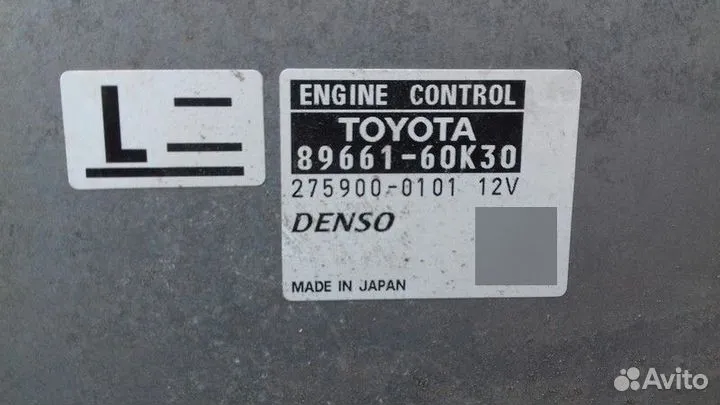 L
ENGINE CONTROL
TOYOTA
89661-60K30
275900-0101 12V
DENSO
MADE IN JAPAN
Avito